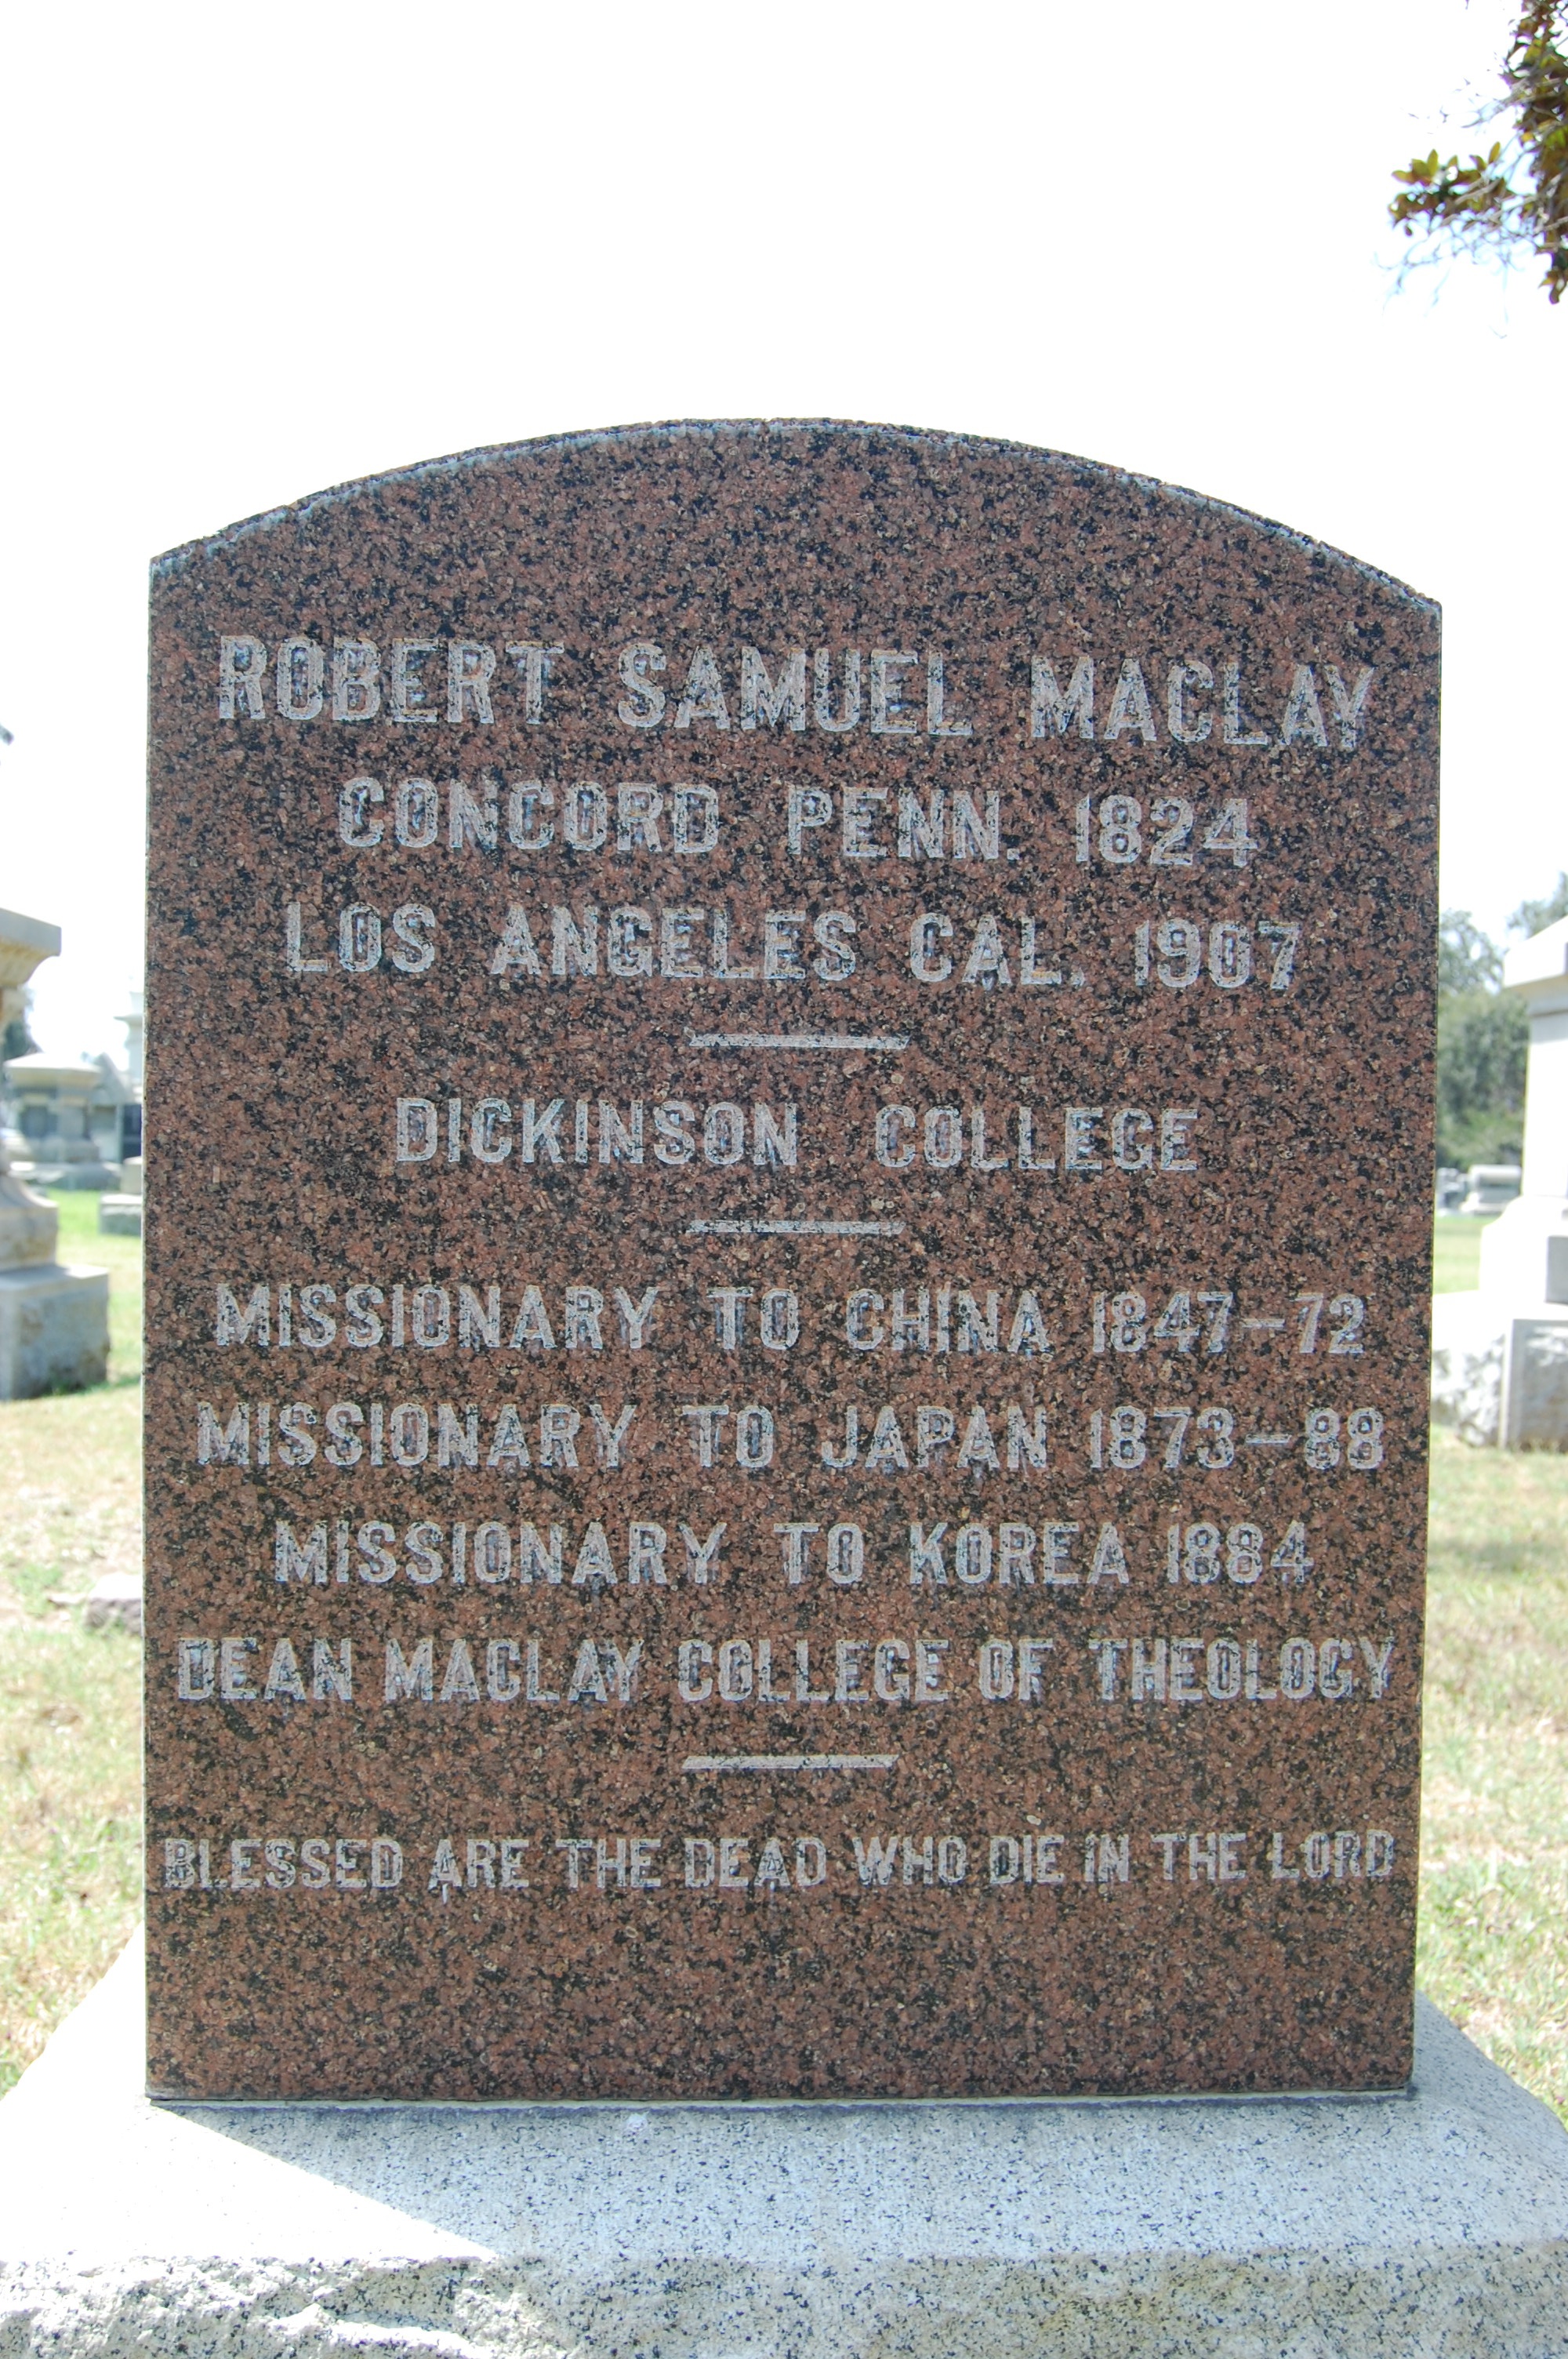 ROBERT SAMUEL MACLAY
CONCORD PENN. 1824
LOS ANGELES CAL. 1907
DICKINSON COLLEGE
MISSIONARY TO CHINA 1847-72
MISSIONARY TO JAPAN 1873-88
MISSIONARY TO KOREA 1884
DEAN MACLAY COLLEGE OF THEOLOGY
BLESSED ARE THE DEAD WHO DIE IN THE LORD